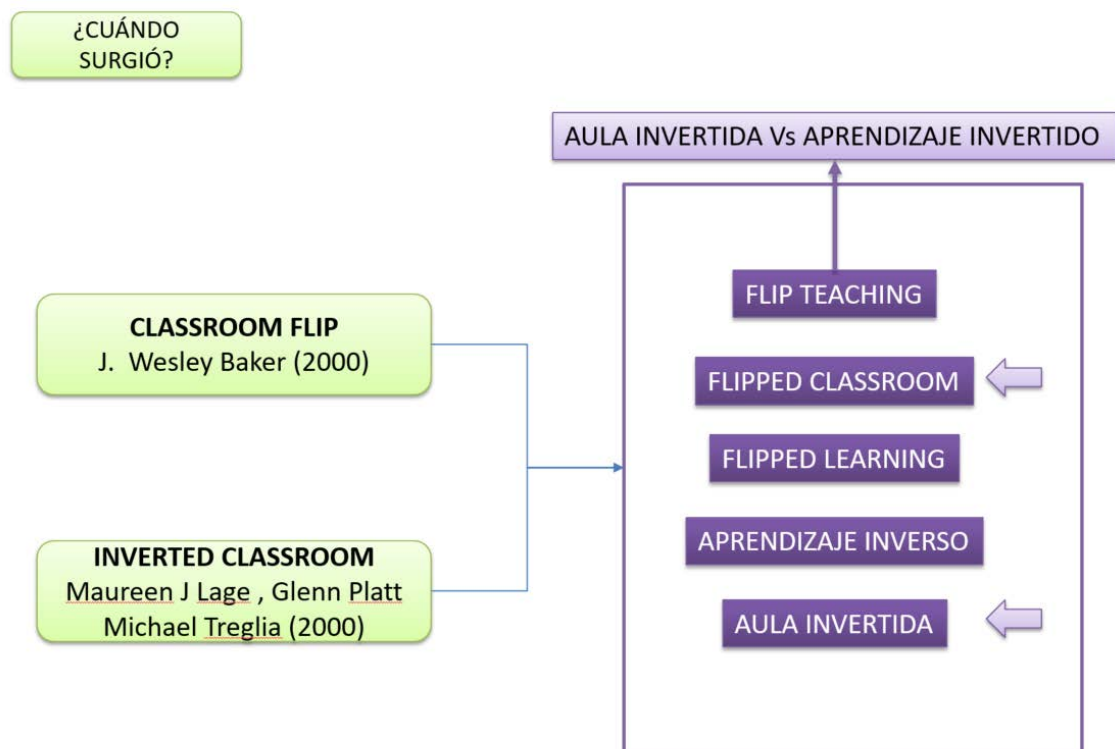 ¿CUÁNDO
SURGIÓ?
AULA INVERTIDA Vs APRENDIZAJE INVERTIDO
CLASSROOM FLIP
J. Wesley Baker (2000)
INVERTED CLASSROOM
Maureen J Lage , Glenn Platt
Michael Treglia (2000)
FLIP TEACHING
FLIPPED CLASSROOM
FLIPPED LEARNING
APRENDIZAJE INVERSO
AULA INVERTIDA